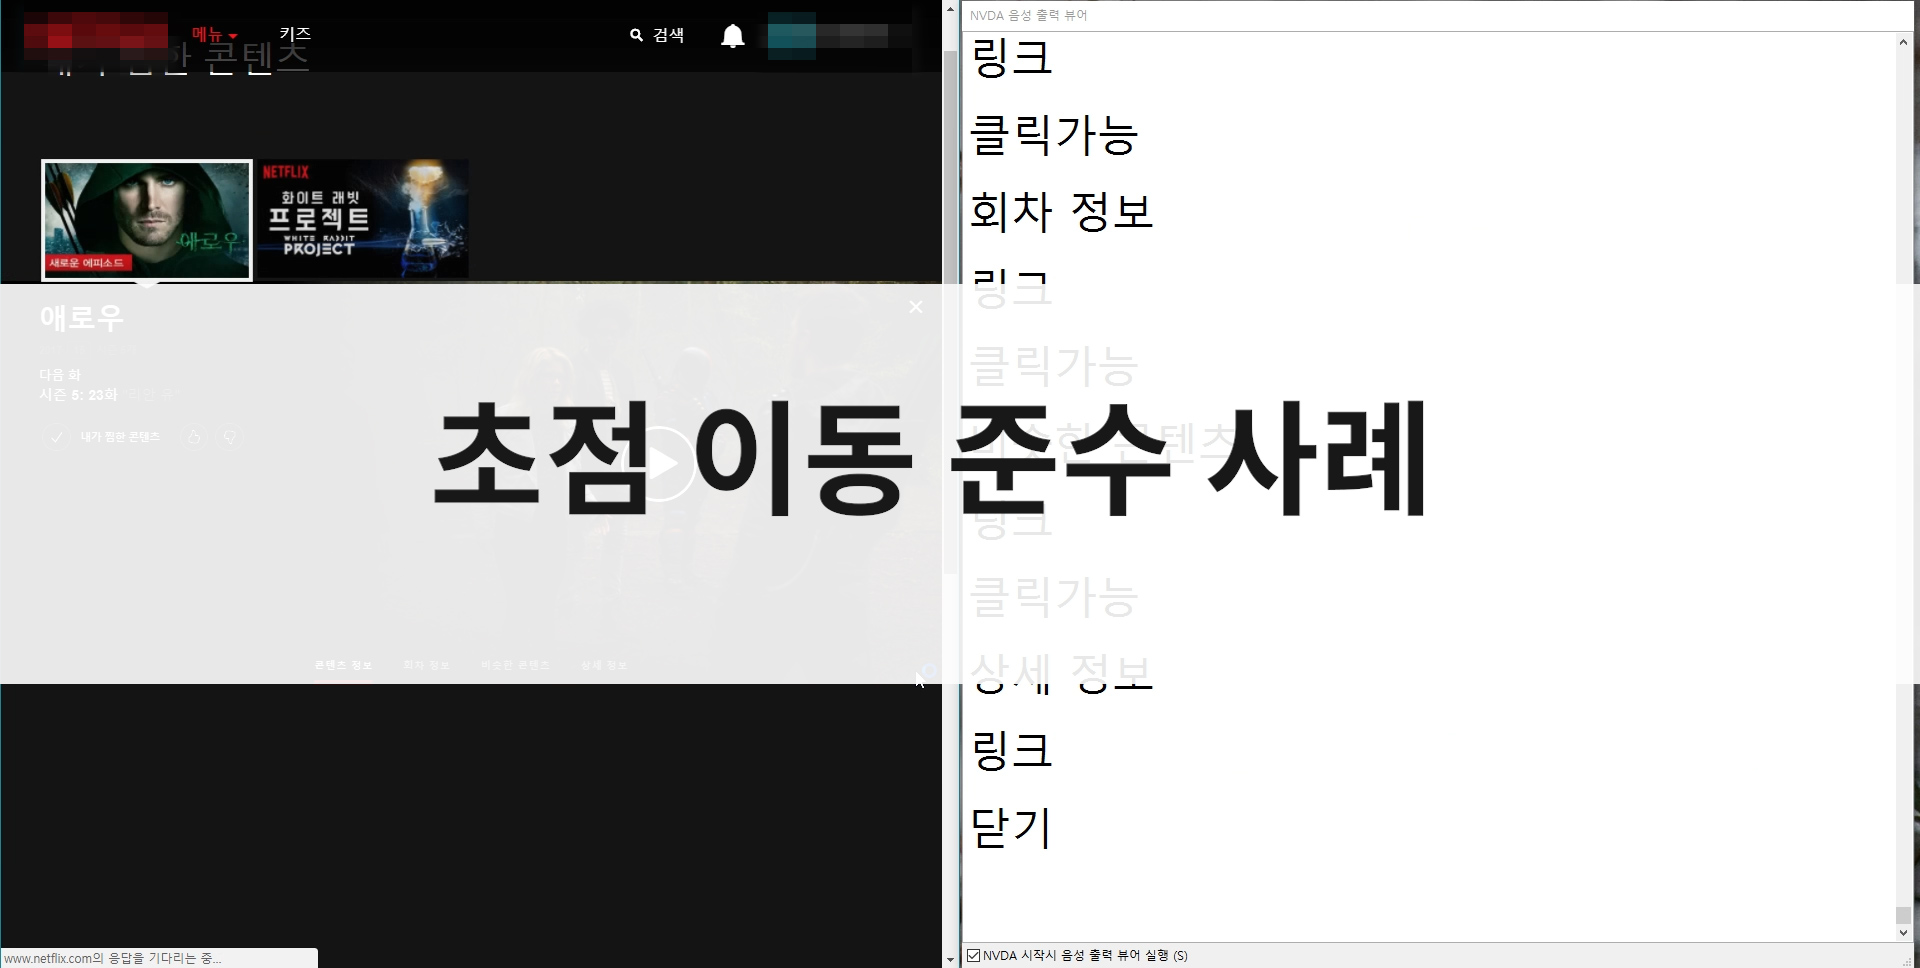 메뉴
키즈
검색
콘텐츠
NETFLIX
화이트 래빗
프로젝트
WHITE RABBIT
PROJECT
애로우
새로운 에피소드
애로우
다음 화
시즌 5: 23화
내가 찜한 콘텐츠
콘텐츠 정보
회차 정보
비슷한 콘텐츠
상세 정보
초점 이동 준수 사례
www.netflix.com의 응답을 기다리는 중...
NVDA 음성 출력 뷰어
링크
클릭가능
회차 정보
링크
클릭가능
비슷한 콘텐츠
링크
클릭가능
상세 정보
링크
닫기
NVDA 시작시 음성 출력 뷰어 실행 (S)